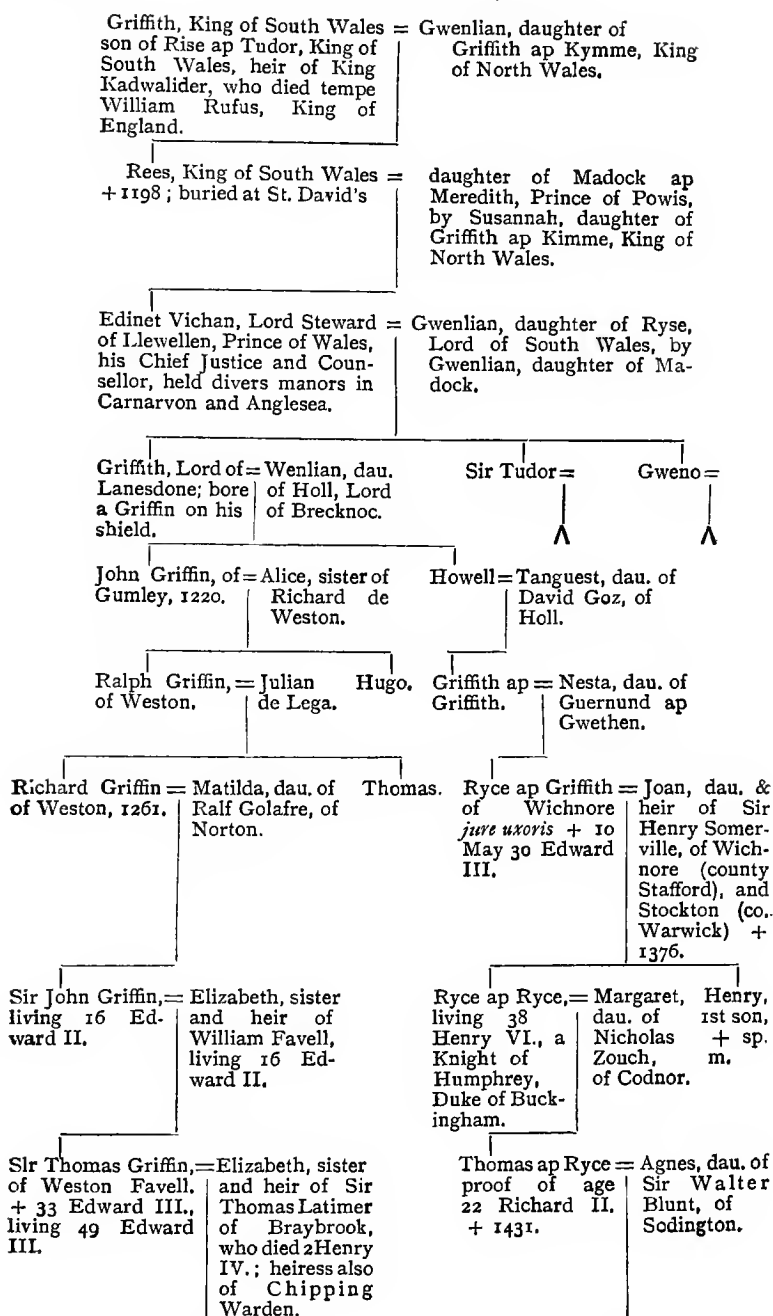 Griffith, King of South Wales = Gwenlian, daughter of
son of Rise ap Tudor, King of
South Wales, heir of King
Kadwalider, who died tempe
William Rufus, King of
England.
Griffith ap Kymme, King
of North Wales.
Rees, King of South Wales =
+ 1198 ; buried at St. David's
daughter of Madock ap
Meredith, Prince of Powis,
by Susannah, daughter of
Griffith ap Kimme, King of
North Wales.
Edinet Vichan, Lord Steward =
of Llewellen, Prince of Wales,
his Chief Justice and Coun-
sellor, held divers manors in
Carnarvon and Anglesea.
Gwenlian, daughter of Ryse,
Lord of South Wales, by
Gwenlian, daughter of Ma-
dock.
Griffith, Lord of =
Lanesdone; bore
a Griffin on his
shield.
Wenlian, dau.
of Holl, Lord
of Brecknoc.
Sir Tudor =
Gweno =
John Griffin, of =
Gumley, 1220.
Alice, sister of
Richard de
Weston.
Howell =
Tanguest, dau. of
David Goz, of
Holl.
Ralph Griffin, =
of Weston.
Julian
de Lega.
Hugo.
Griffith ap =
Griffith.
Nesta, dau. of
Guernund ap
Gwethen.
Richard Griffin =
of Weston, 1261.
Matilda, dau. of
Ralf Golafre, of
Norton.
Thomas.
Ryce ap Griffith =
of Wichnore
jure uxoris + 10
May 30 Edward
III.
Joan, dau. &
heir of Sir
Henry Somer-
ville, of Wich-
nore (county
Stafford), and
Stockton (co.
Warwick) +
1376.
Sir John Griffin, =
living 16 Ed-
ward II.
Elizabeth, sister
and heir of
William Favell,
living 16 Ed-
ward II.
Ryce ap Ryce, =
living 38
Henry VI., a
Knight of
Humphrey,
Duke of Buck-
ingham.
Margaret,
dau. of
Nicholas
Zouch,
of Codnor.
Henry,
1st son,
+ sp.
m.
Sir Thomas Griffin, =
of Weston Favell.
+ 33 Edward III.,
living 49 Edward
III.
Elizabeth, sister
and heir of Sir
Thomas Latimer
of Braybrook,
who died 2 Henry
IV.; heiress also
of Chipping
Warden.
Thomas ap Ryce =
proof of age
22 Richard II.
+ 1431.
Agnes, dau. of
Sir Walter
Blunt, of
Sodington.